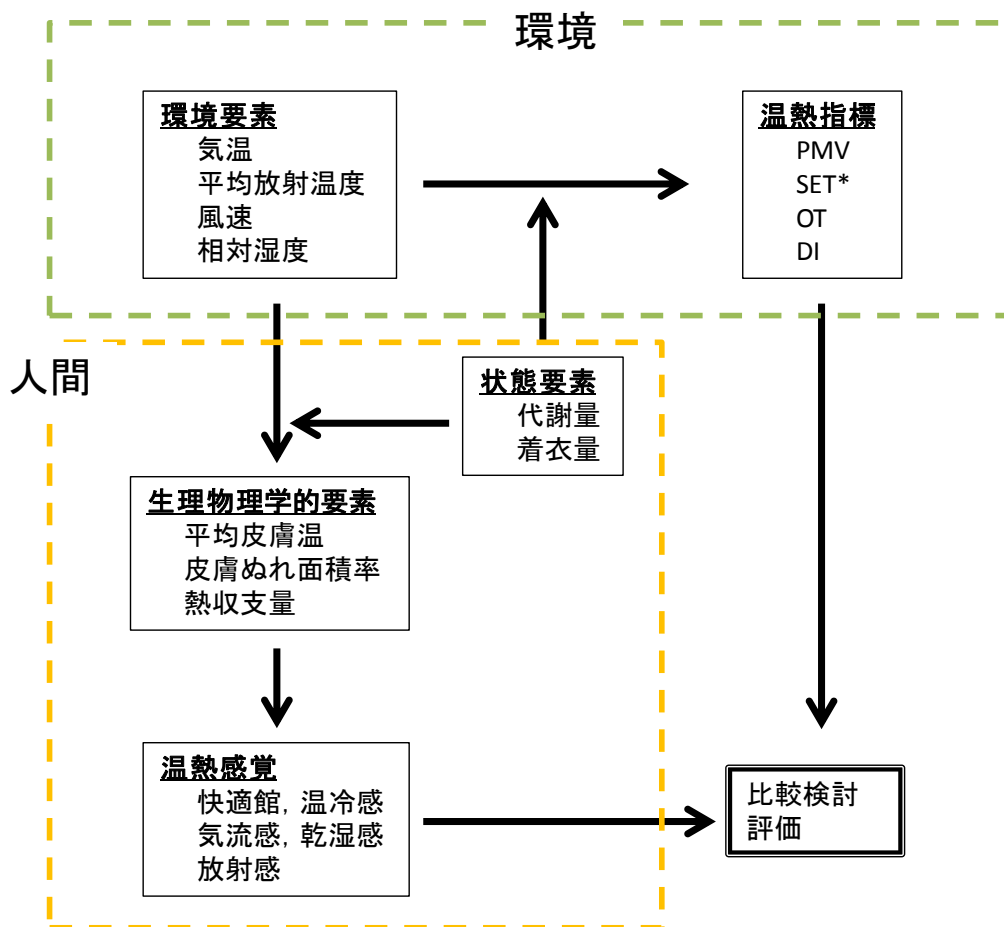 環境
環境要素
気温
平均放射温度
風速
相対湿度
温熱指標
PMV
SET*
OT
DI
人間
状態要素
代謝量
着衣量
生理物理学的要素
平均皮膚温
皮膚ぬれ面積率
熱収支量
温熱感覚
快適館，温冷感
気流感，乾湿感
放射感
比較検討
評価